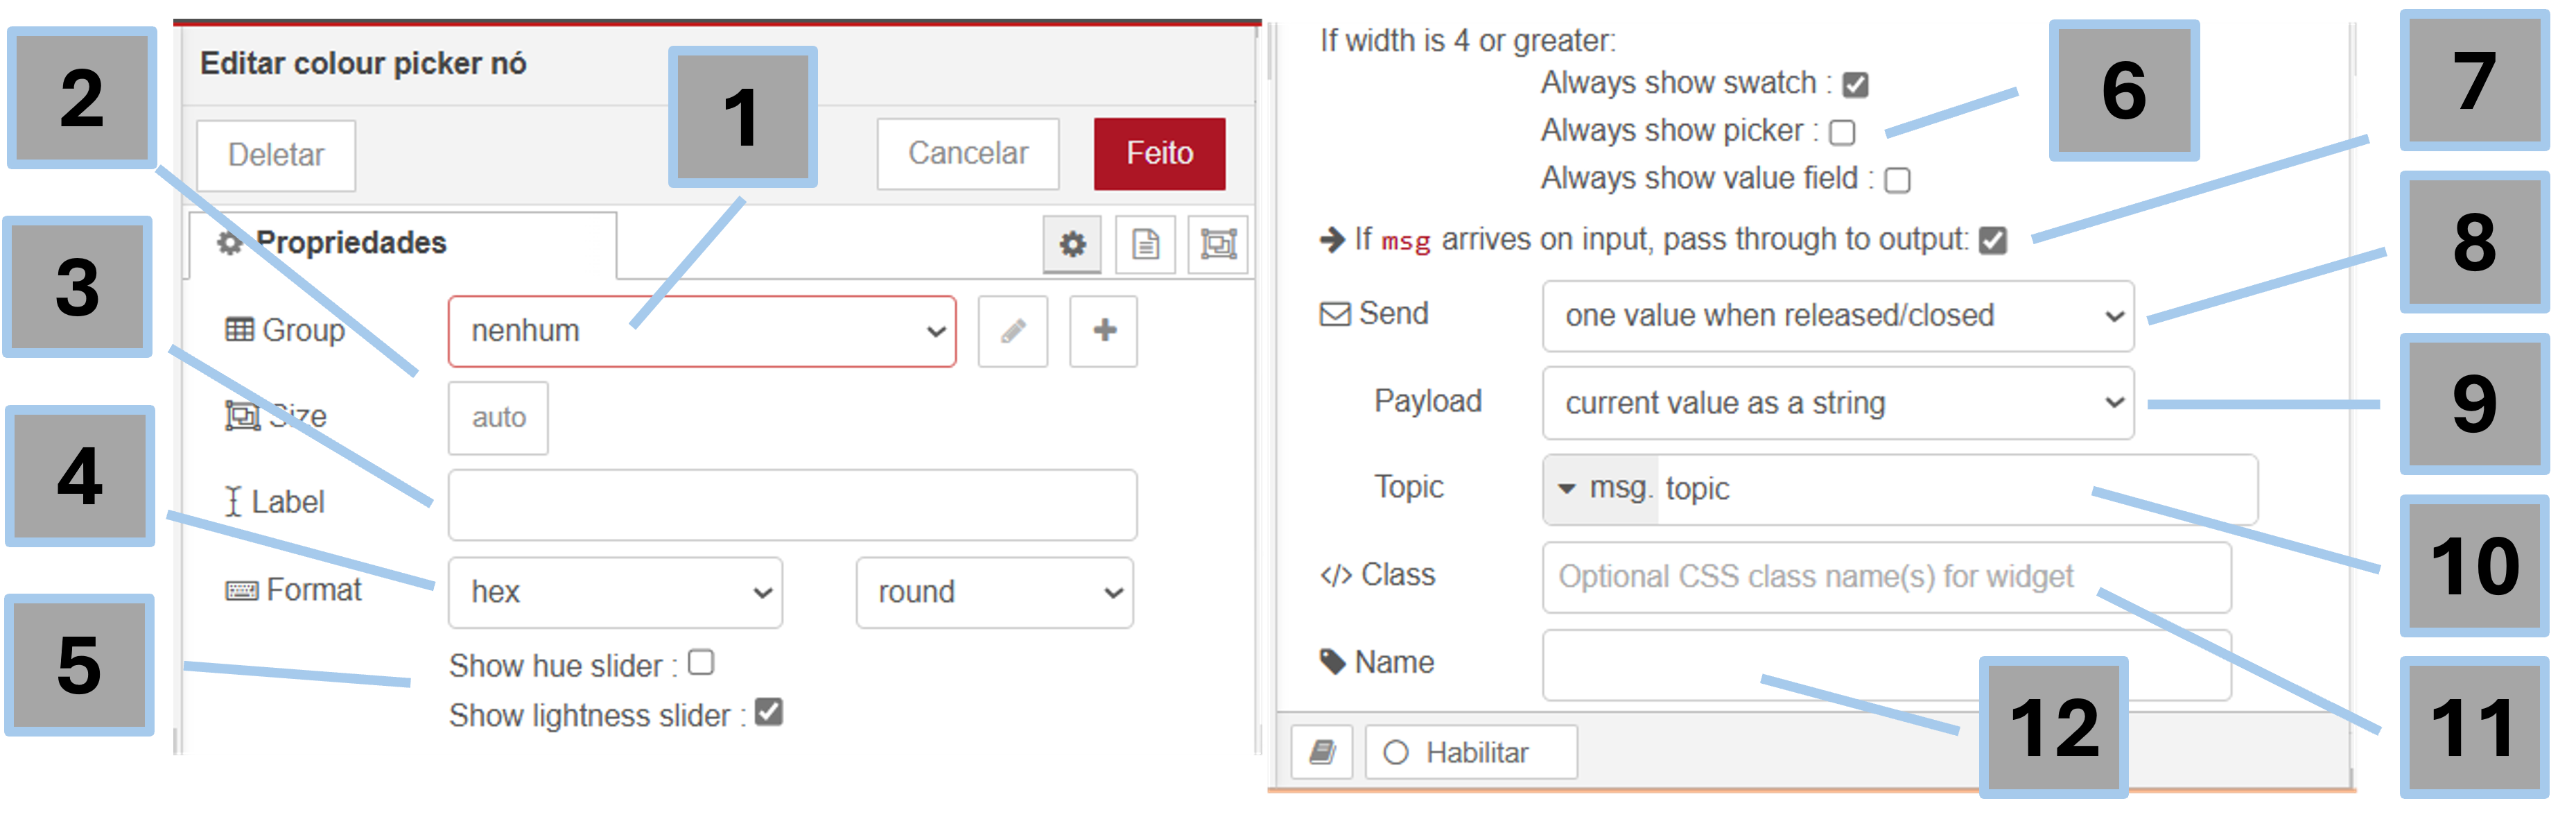 Editar colour picker nó
Deletar
Cancelar
Feito
Propriedades
Group
nenhum
Size
auto
Label
Format
hex
round
Show hue slider :
Show lightness slider :
1
2
3
4
5
If width is 4 or greater:
Always show swatch :
Always show picker :
Always show value field :
If msg arrives on input, pass through to output:
Send
one value when released/closed
Payload
current value as a string
Topic
msg. topic
Class
Optional CSS class name(s) for widget
Name
Habilitar
6
7
8
9
10
11
12